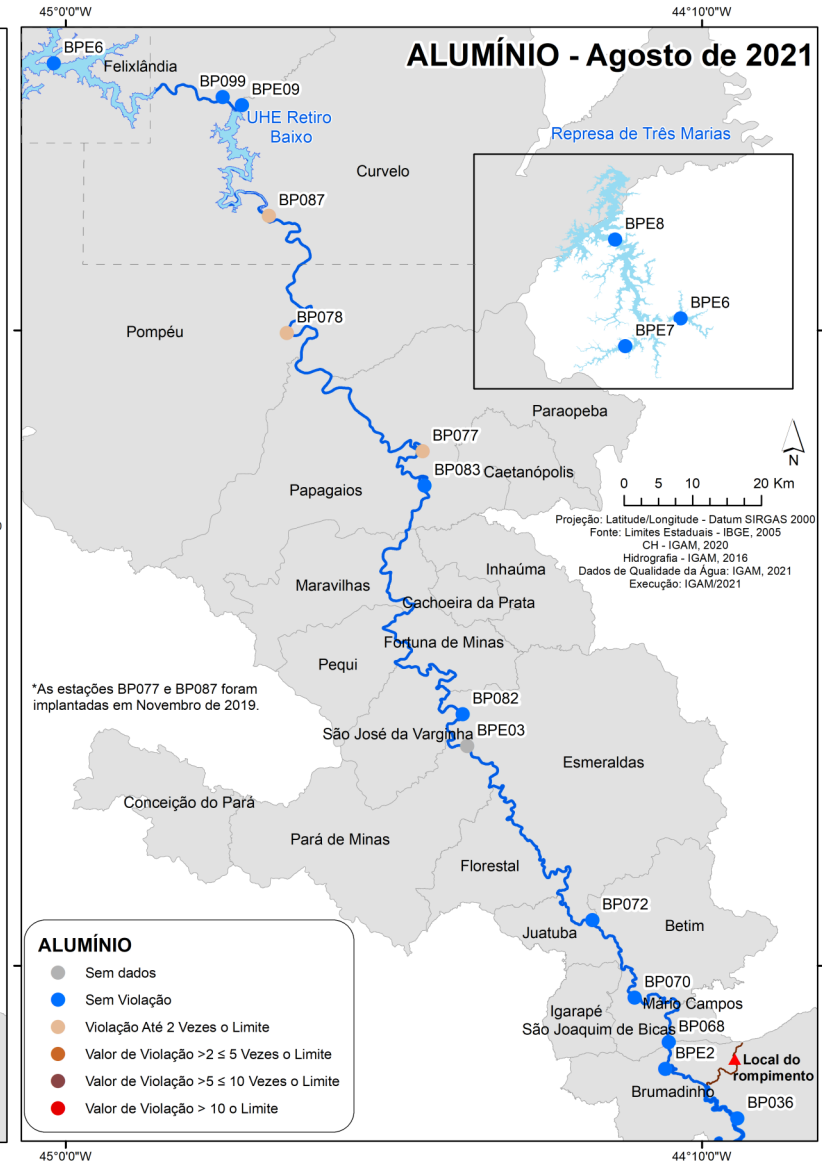 45°0'0"W
44°10'0"W
ALUMÍNIO - Agosto de 2021
BPE6
Felixlândia
BP099
BPE09
UHE Retiro
Baixo
Represa de Três Marias
Curvelo
BP087
BPE8
BPE6
BPE7
BP078
Pompéu
Paraopeba
BP077
Caetanópolis
BP083
Papagaios
N
0 5 10 20 Km
Projeção: Latitude/Longitude - Datum SIRGAS 2000
Fonte: Limites Estaduais - IBGE, 2005
CH - IGAM, 2020
Hidrografia - IGAM, 2016
Dados de Qualidade da Água: IGAM, 2021
Execução: IGAM/2021
Inhaúma
Maravilhas
Cachoeira da Prata
Fortuna de Minas
Pequi
*As estações BP077 e BP087 foram
implantadas em Novembro de 2019.
BP082
São José da Varginha
BPE03
Esmeraldas
Conceição do Pará
Pará de Minas
Florestal
BP072
Juatuba
Betim
BP070
Mário Campos
Igarapé
São Joaquim de Bicas
BP068
BPE2
Local do
rompimento
Brumadinho
BP036
ALUMÍNIO
Sem dados
Sem Violação
Violação Até 2 Vezes o Limite
Valor de Violação >2 ≤ 5 Vezes o Limite
Valor de Violação >5 ≤ 10 Vezes o Limite
Valor de Violação > 10 o Limite
45°0'0"W
44°10'0"W